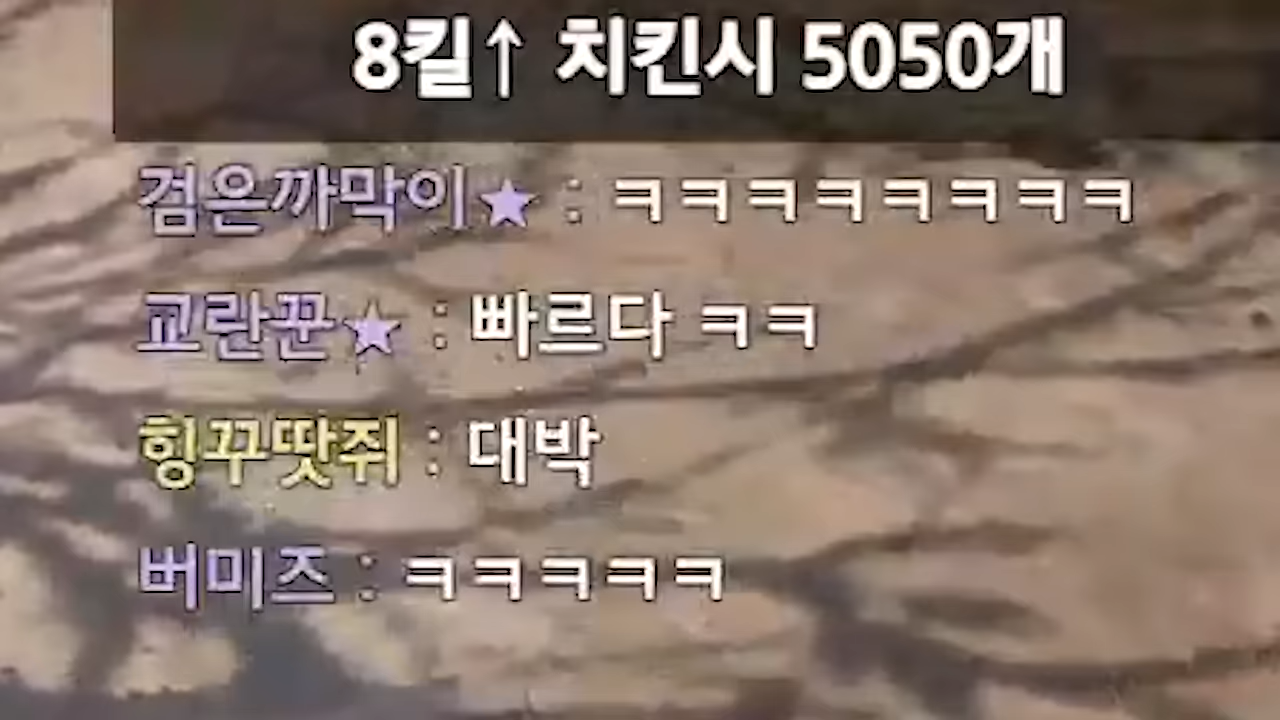 8킬↑ 치킨시 5050개
겸은까막이★ : ㅋㅋㅋㅋㅋㅋㅋㅋ
교란꾼★ : 빠르다 ㅋㅋ
힝꾸땃쥐 : 대박
버미즈 : ㅋㅋㅋㅋㅋ